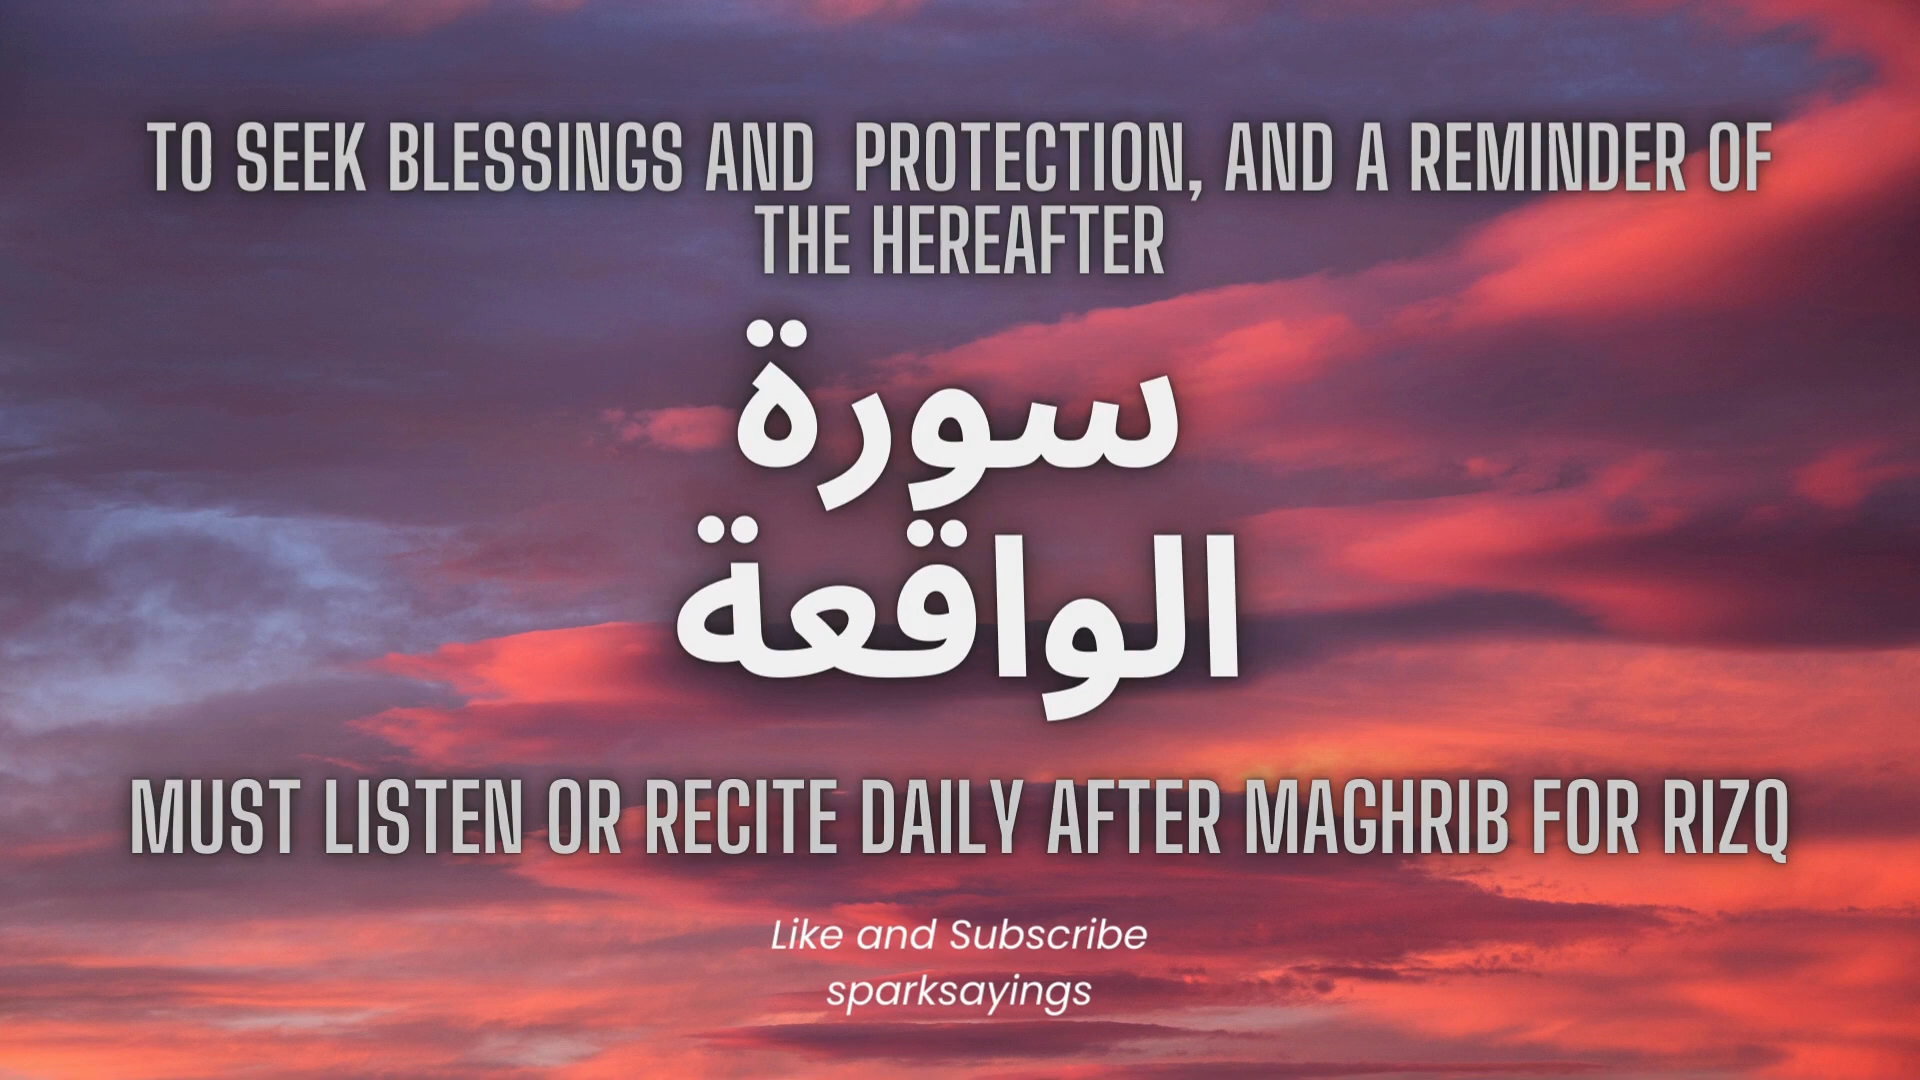 TO SEEK BLESSINGS AND  PROTECTION, AND A REMINDER OF
THE HEREAFTER
سورة
الواقعة
MUST LISTEN OR RECITE DAILY AFTER MAGHRIB FOR RIZQ
Like and Subscribe
sparksayings